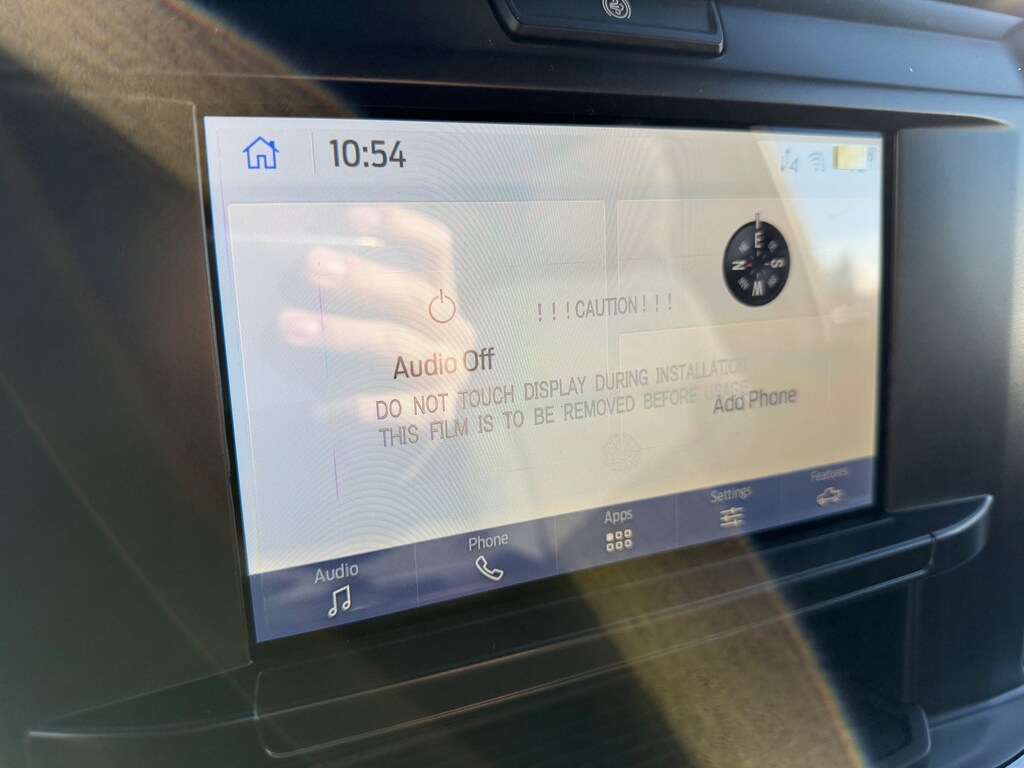 10:54
E
N
S
W
! ! ! CAUTION ! ! !
Audio Off
DO NOT TOUCH DISPLAY DURING INSTALLATION
THIS FILM IS TO BE REMOVED BEFORE USAGE
Add Phone
Audio
Phone
Apps
Settings
Features